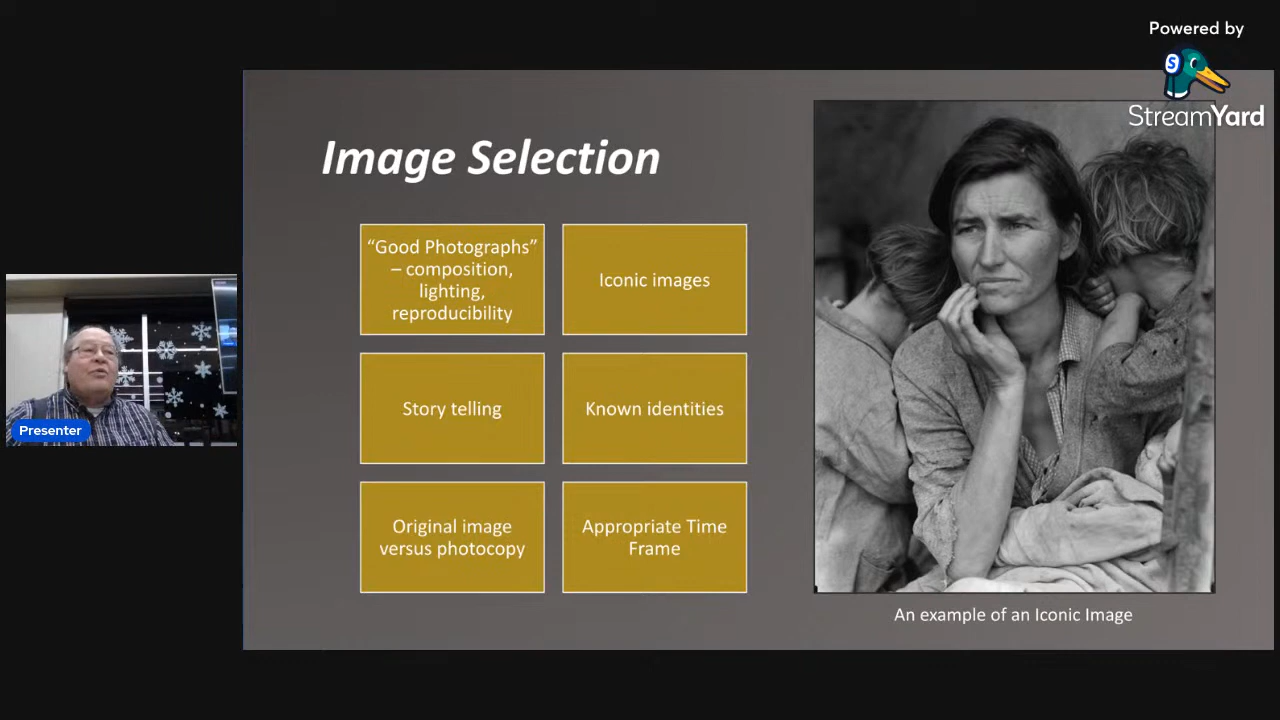 Powered by
S
StreamYard
Image Selection
“Good Photographs”
– composition,
lighting,
reproducibility
Iconic images
Story telling
Known identities
Original image
versus photocopy
Appropriate Time
Frame
An example of an Iconic Image
Presenter